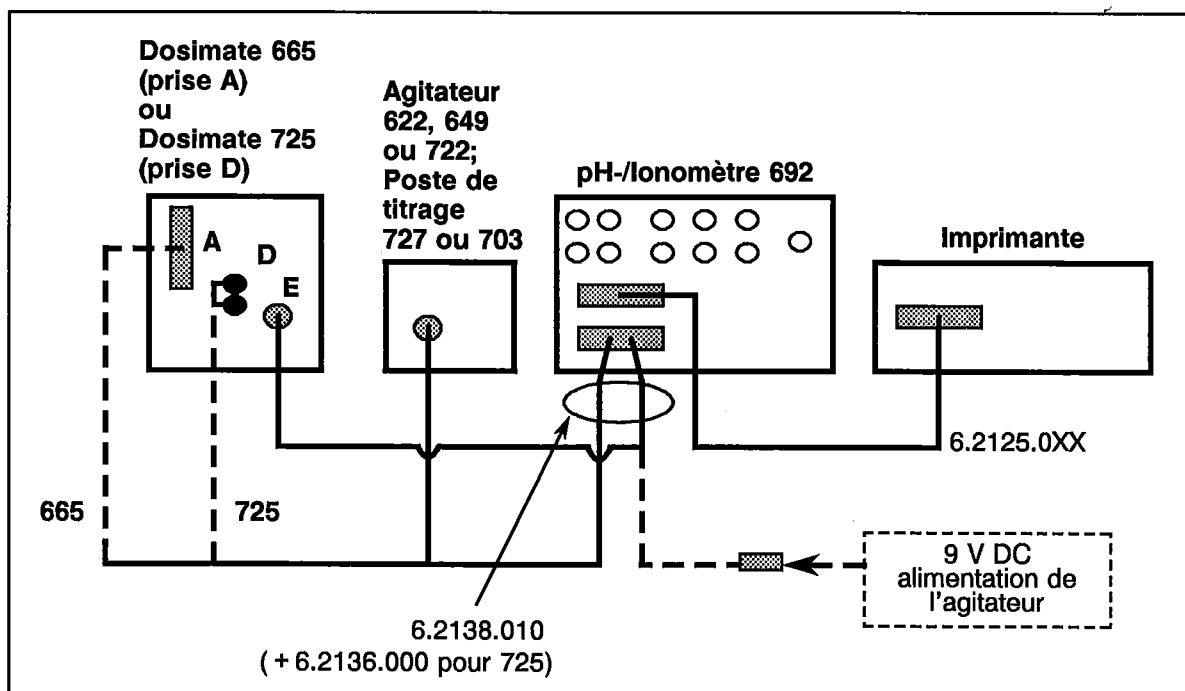 Dosimate 665
(prise A)
ou
Dosimate 725
(prise D)
Agitateur
622, 649
ou 722;
Poste de
titrage
727 ou 703
pH-/Ionomètre 692
Imprimante
A
D
E
6.2125.0XX
665
725
9 V DC
alimentation de
l'agitateur
6.2138.010
(+6.2136.000 pour 725)